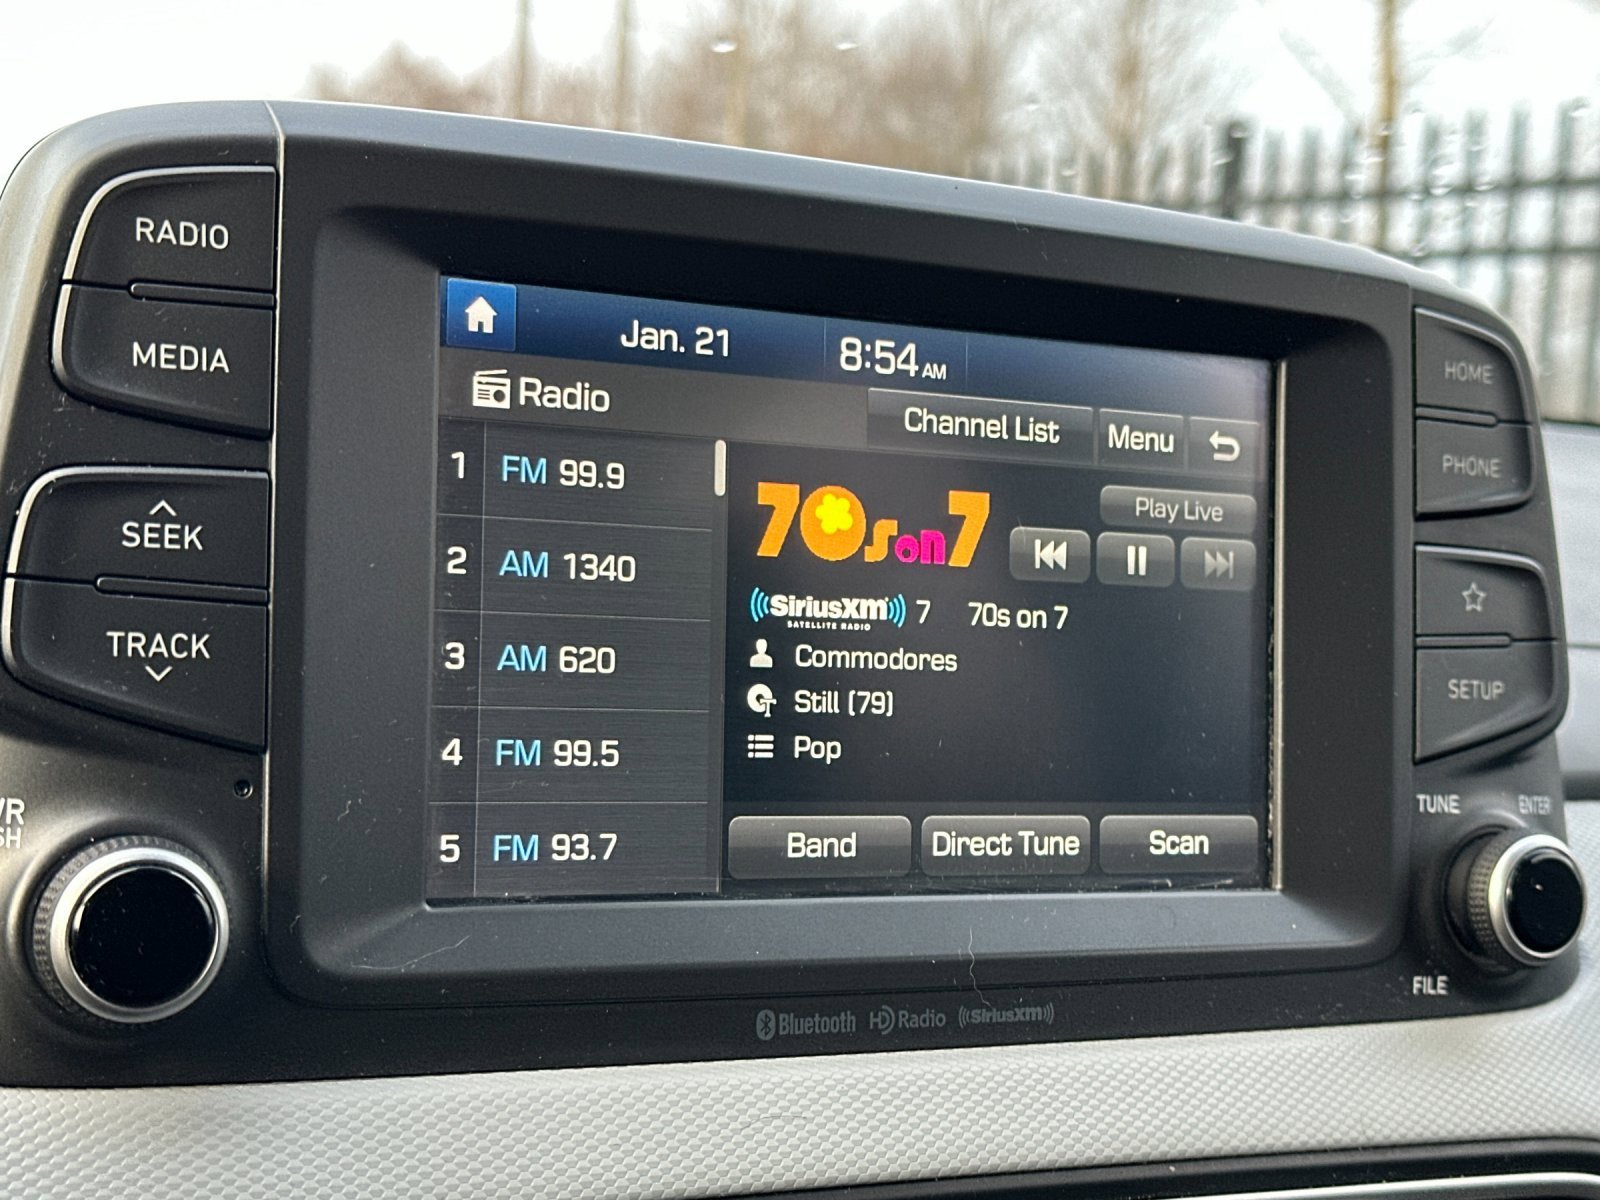 RADIO
MEDIA
SEEK
TRACK
Jan. 21 8:54 AM
Radio
Channel List Menu
1 FM 99.9
2 AM 1340
3 AM 620
4 FM 99.5
5 FM 93.7
70s on 7
Play Live
SiriusXM 7 70s on 7
SATELLITE RADIO
Commodores
Still (79)
Pop
Band Direct Tune Scan
HOME
PHONE
SETUP
TUNE ENTER
FILE
Bluetooth HD Radio SiriusXM